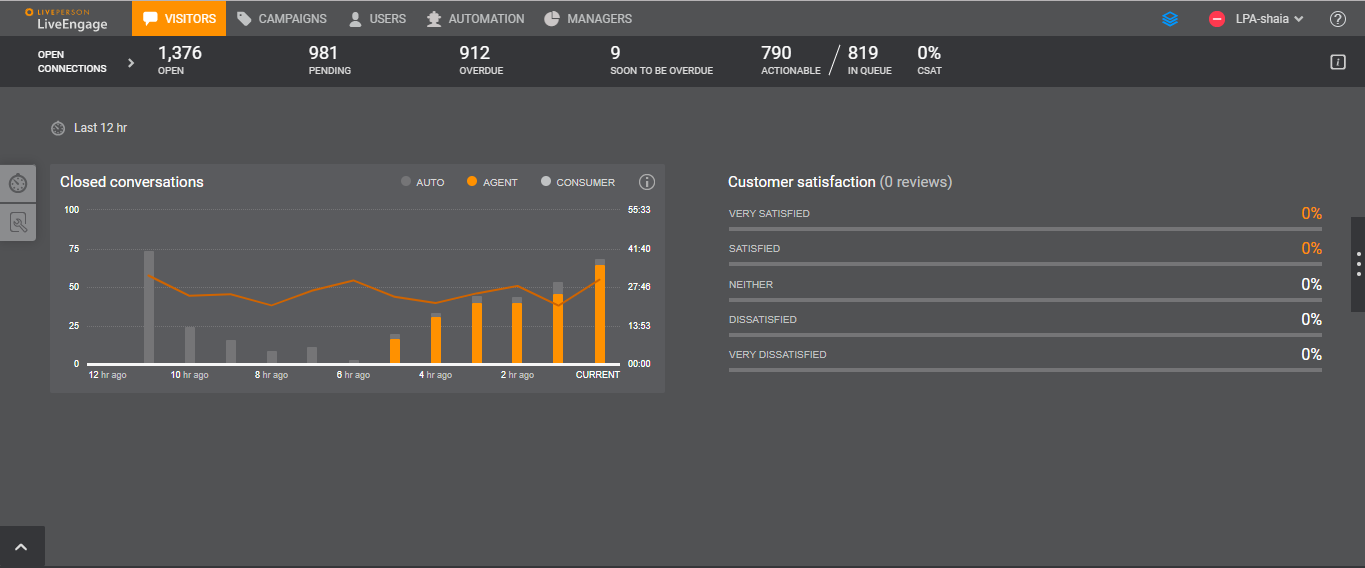 LIVEPERSON
LiveEngage
VISITORS
CAMPAIGNS
USERS
AUTOMATION
MANAGERS
LPA-shaia
OPEN
CONNECTIONS
1,376
OPEN
981
PENDING
912
OVERDUE
9
SOON TO BE OVERDUE
790
ACTIONABLE
819
IN QUEUE
0%
CSAT
Last 12 hr
Closed conversations
AUTO
AGENT
CONSUMER
100
75
50
25
0
55:33
41:40
27:46
13:53
00:00
12 hr ago
10 hr ago
8 hr ago
6 hr ago
4 hr ago
2 hr ago
CURRENT
Customer satisfaction (0 reviews)
VERY SATISFIED 0%
SATISFIED 0%
NEITHER 0%
DISSATISFIED 0%
VERY DISSATISFIED 0%